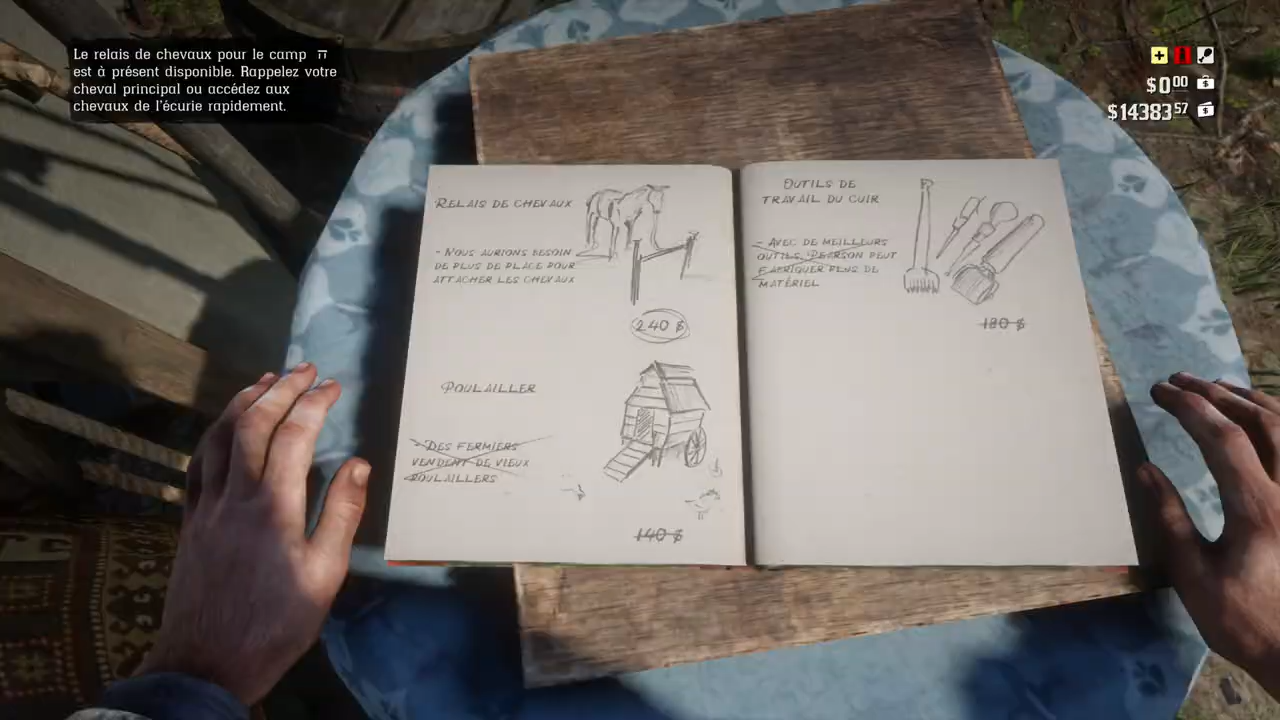 Le relais de chevaux pour le camp
est à présent disponible. Rappelez votre
cheval principal ou accédez aux
chevaux de l'écurie rapidement.
$0.00
$14383.57
RELAIS DE CHEVAUX
- NOUS AURIONS BESOIN
DE PLUS DE PLACE POUR
ATTACHER LES CHEVAUX
240 $
POULAILLER
- DES FERMIERS
VENDENT DE VIEUX
POULAILLERS
140 $
OUTILS DE
TRAVAIL DU CUIR
- AVEC DE MEILLEURS
OUTILS, PEARSON PEUT
FABRIQUER PLUS DE
MATÉRIEL
180 $